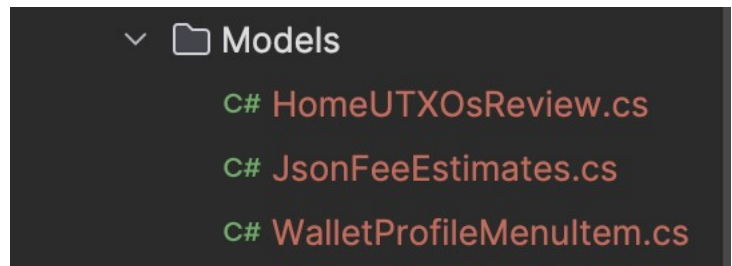 Models
C# HomeUTXOsReview.cs
C# JsonFeeEstimates.cs
C# WalletProfileMenuItem.cs